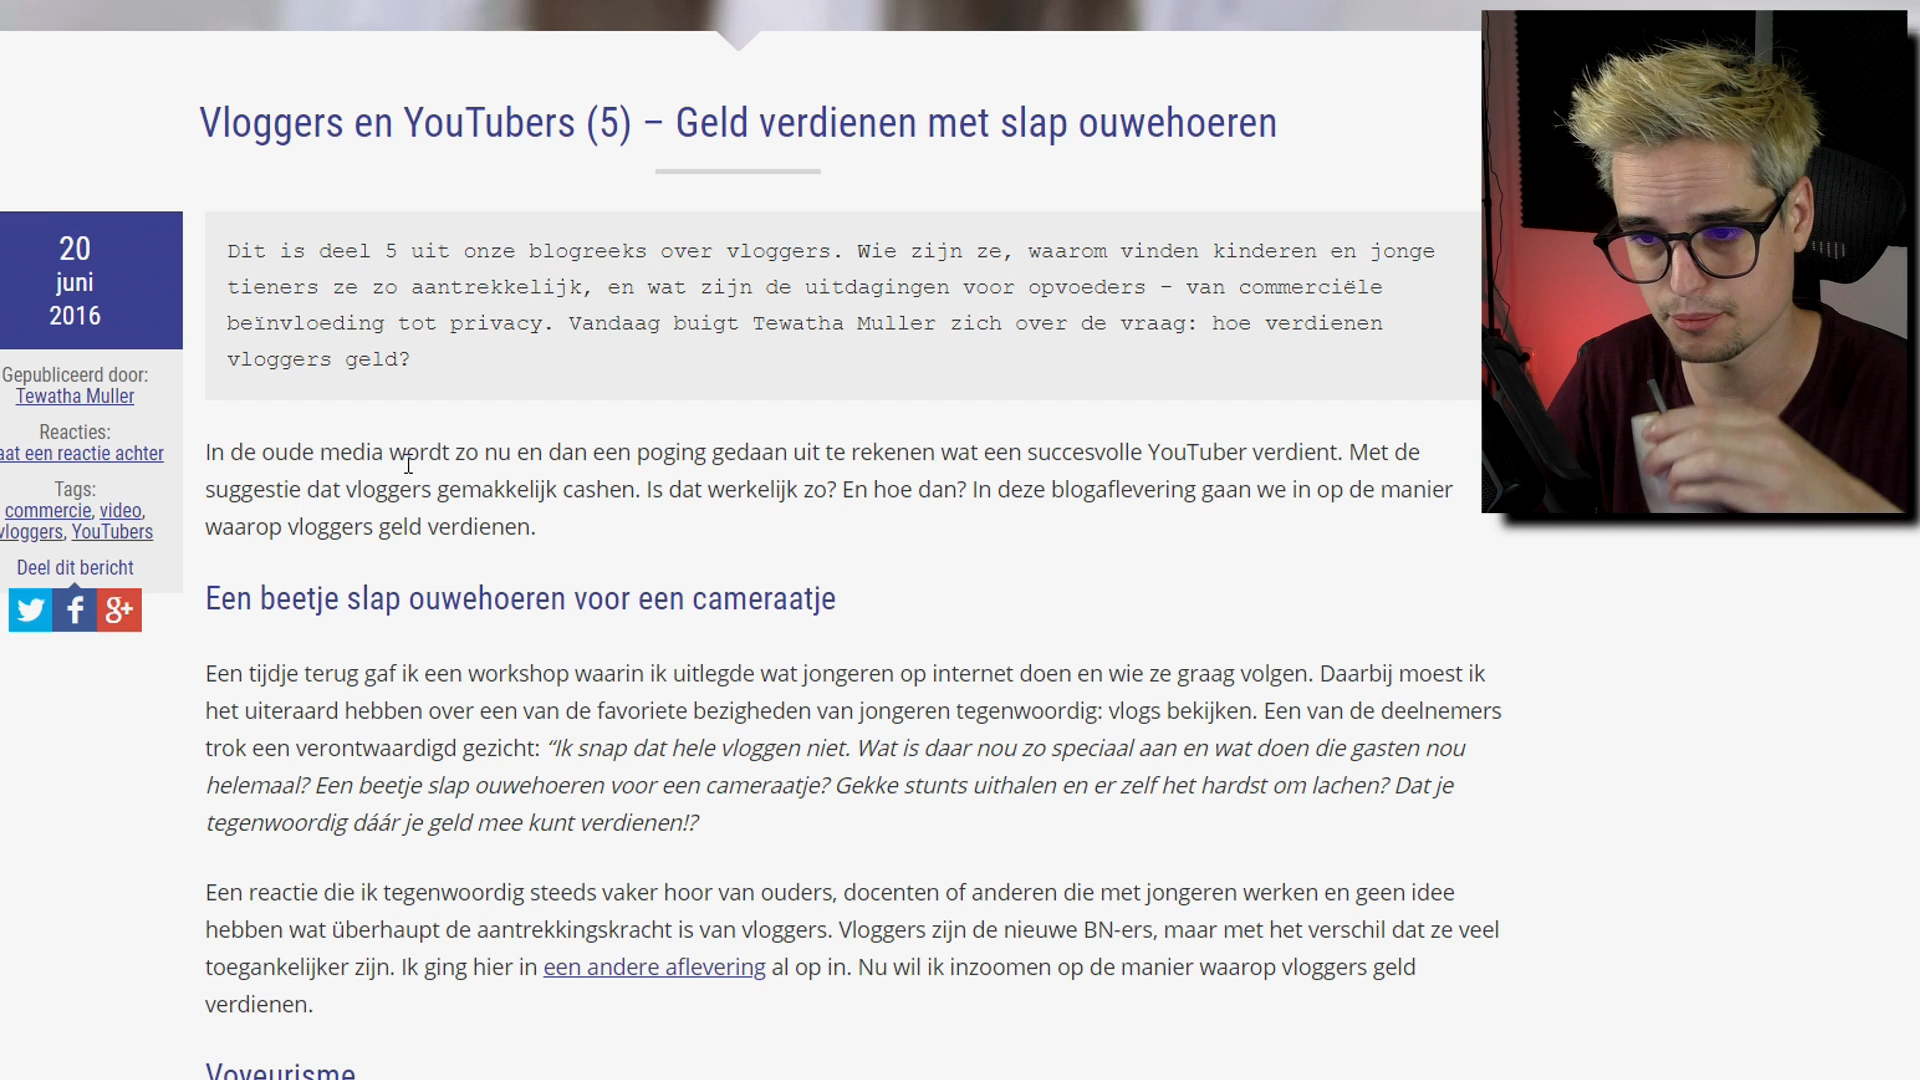 Vloggers en YouTubers (5) – Geld verdienen met slap ouwehoeren
20
juni
2016
Gepubliceerd door:
Tewatha Muller
Reacties:
aat een reactie achter
Tags:
commercie, video,
vloggers, YouTubers
Deel dit bericht
f
g+
Dit is deel 5 uit onze blogreeks over vloggers. Wie zijn ze, waarom vinden kinderen en jonge
tieners ze zo aantrekkelijk, en wat zijn de uitdagingen voor opvoeders – van commerciële
beïnvloeding tot privacy. Vandaag buigt Tewatha Muller zich over de vraag: hoe verdienen
vloggers geld?
In de oude media wordt zo nu en dan een poging gedaan uit te rekenen wat een succesvolle YouTuber verdient. Met de
suggestie dat vloggers gemakkelijk cashen. Is dat werkelijk zo? En hoe dan? In deze blogaflevering gaan we in op de manier
waarop vloggers geld verdienen.
Een beetje slap ouwehoeren voor een cameraatje
Een tijdje terug gaf ik een workshop waarin ik uitlegde wat jongeren op internet doen en wie ze graag volgen. Daarbij moest ik
het uiteraard hebben over een van de favoriete bezigheden van jongeren tegenwoordig: vlogs bekijken. Een van de deelnemers
trok een verontwaardigd gezicht: “Ik snap dat hele vloggen niet. Wat is daar nou zo speciaal aan en wat doen die gasten nou
helemaal? Een beetje slap ouwehoeren voor een cameraatje? Gekke stunts uithalen en er zelf het hardst om lachen? Dat je
tegenwoordig dáár je geld mee kunt verdienen!?
Een reactie die ik tegenwoordig steeds vaker hoor van ouders, docenten of anderen die met jongeren werken en geen idee
hebben wat überhaupt de aantrekkingskracht is van vloggers. Vloggers zijn de nieuwe BN-ers, maar met het verschil dat ze veel
toegankelijker zijn. Ik ging hier in een andere aflevering al op in. Nu wil ik inzoomen op de manier waarop vloggers geld
verdienen.
Voyeurisme